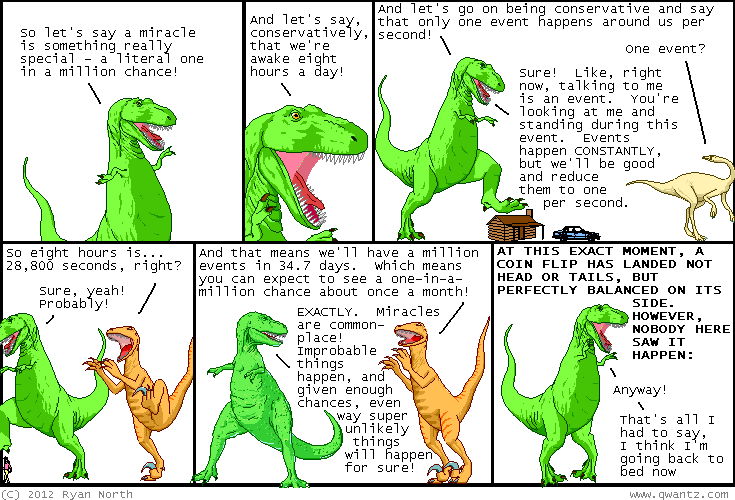 So let's say a miracle
is something really
special - a literal one
in a million chance!
And let's say,
conservatively,
that we're
awake eight
hours a day!
And let's go on being conservative and say
that only one event happens around us per
second!
One event?
Sure! Like, right
now, talking to me
is an event. You're
looking at me and
standing during this
event. Events
happen CONSTANTLY,
but we'll be good
and reduce
them to one
per second.
So eight hours is...
28,800 seconds, right?
Sure, yeah!
Probably!
And that means we'll have a million
events in 34.7 days. Which means
you can expect to see a one-in-a-
million chance about once a month!
EXACTLY. Miracles
are common-
place!
Improbable
things
happen, and
given enough
chances, even
way super
unlikely
things
will happen
for sure!
AT THIS EXACT MOMENT, A
COIN FLIP HAS LANDED NOT
HEAD OR TAILS, BUT
PERFECTLY BALANCED ON ITS
SIDE.
HOWEVER,
NOBODY HERE
SAW IT
HAPPEN:
Anyway!
That's all I
had to say,
I think I'm
going back to
bed now
(C) 2012 Ryan North
www.qwantz.com